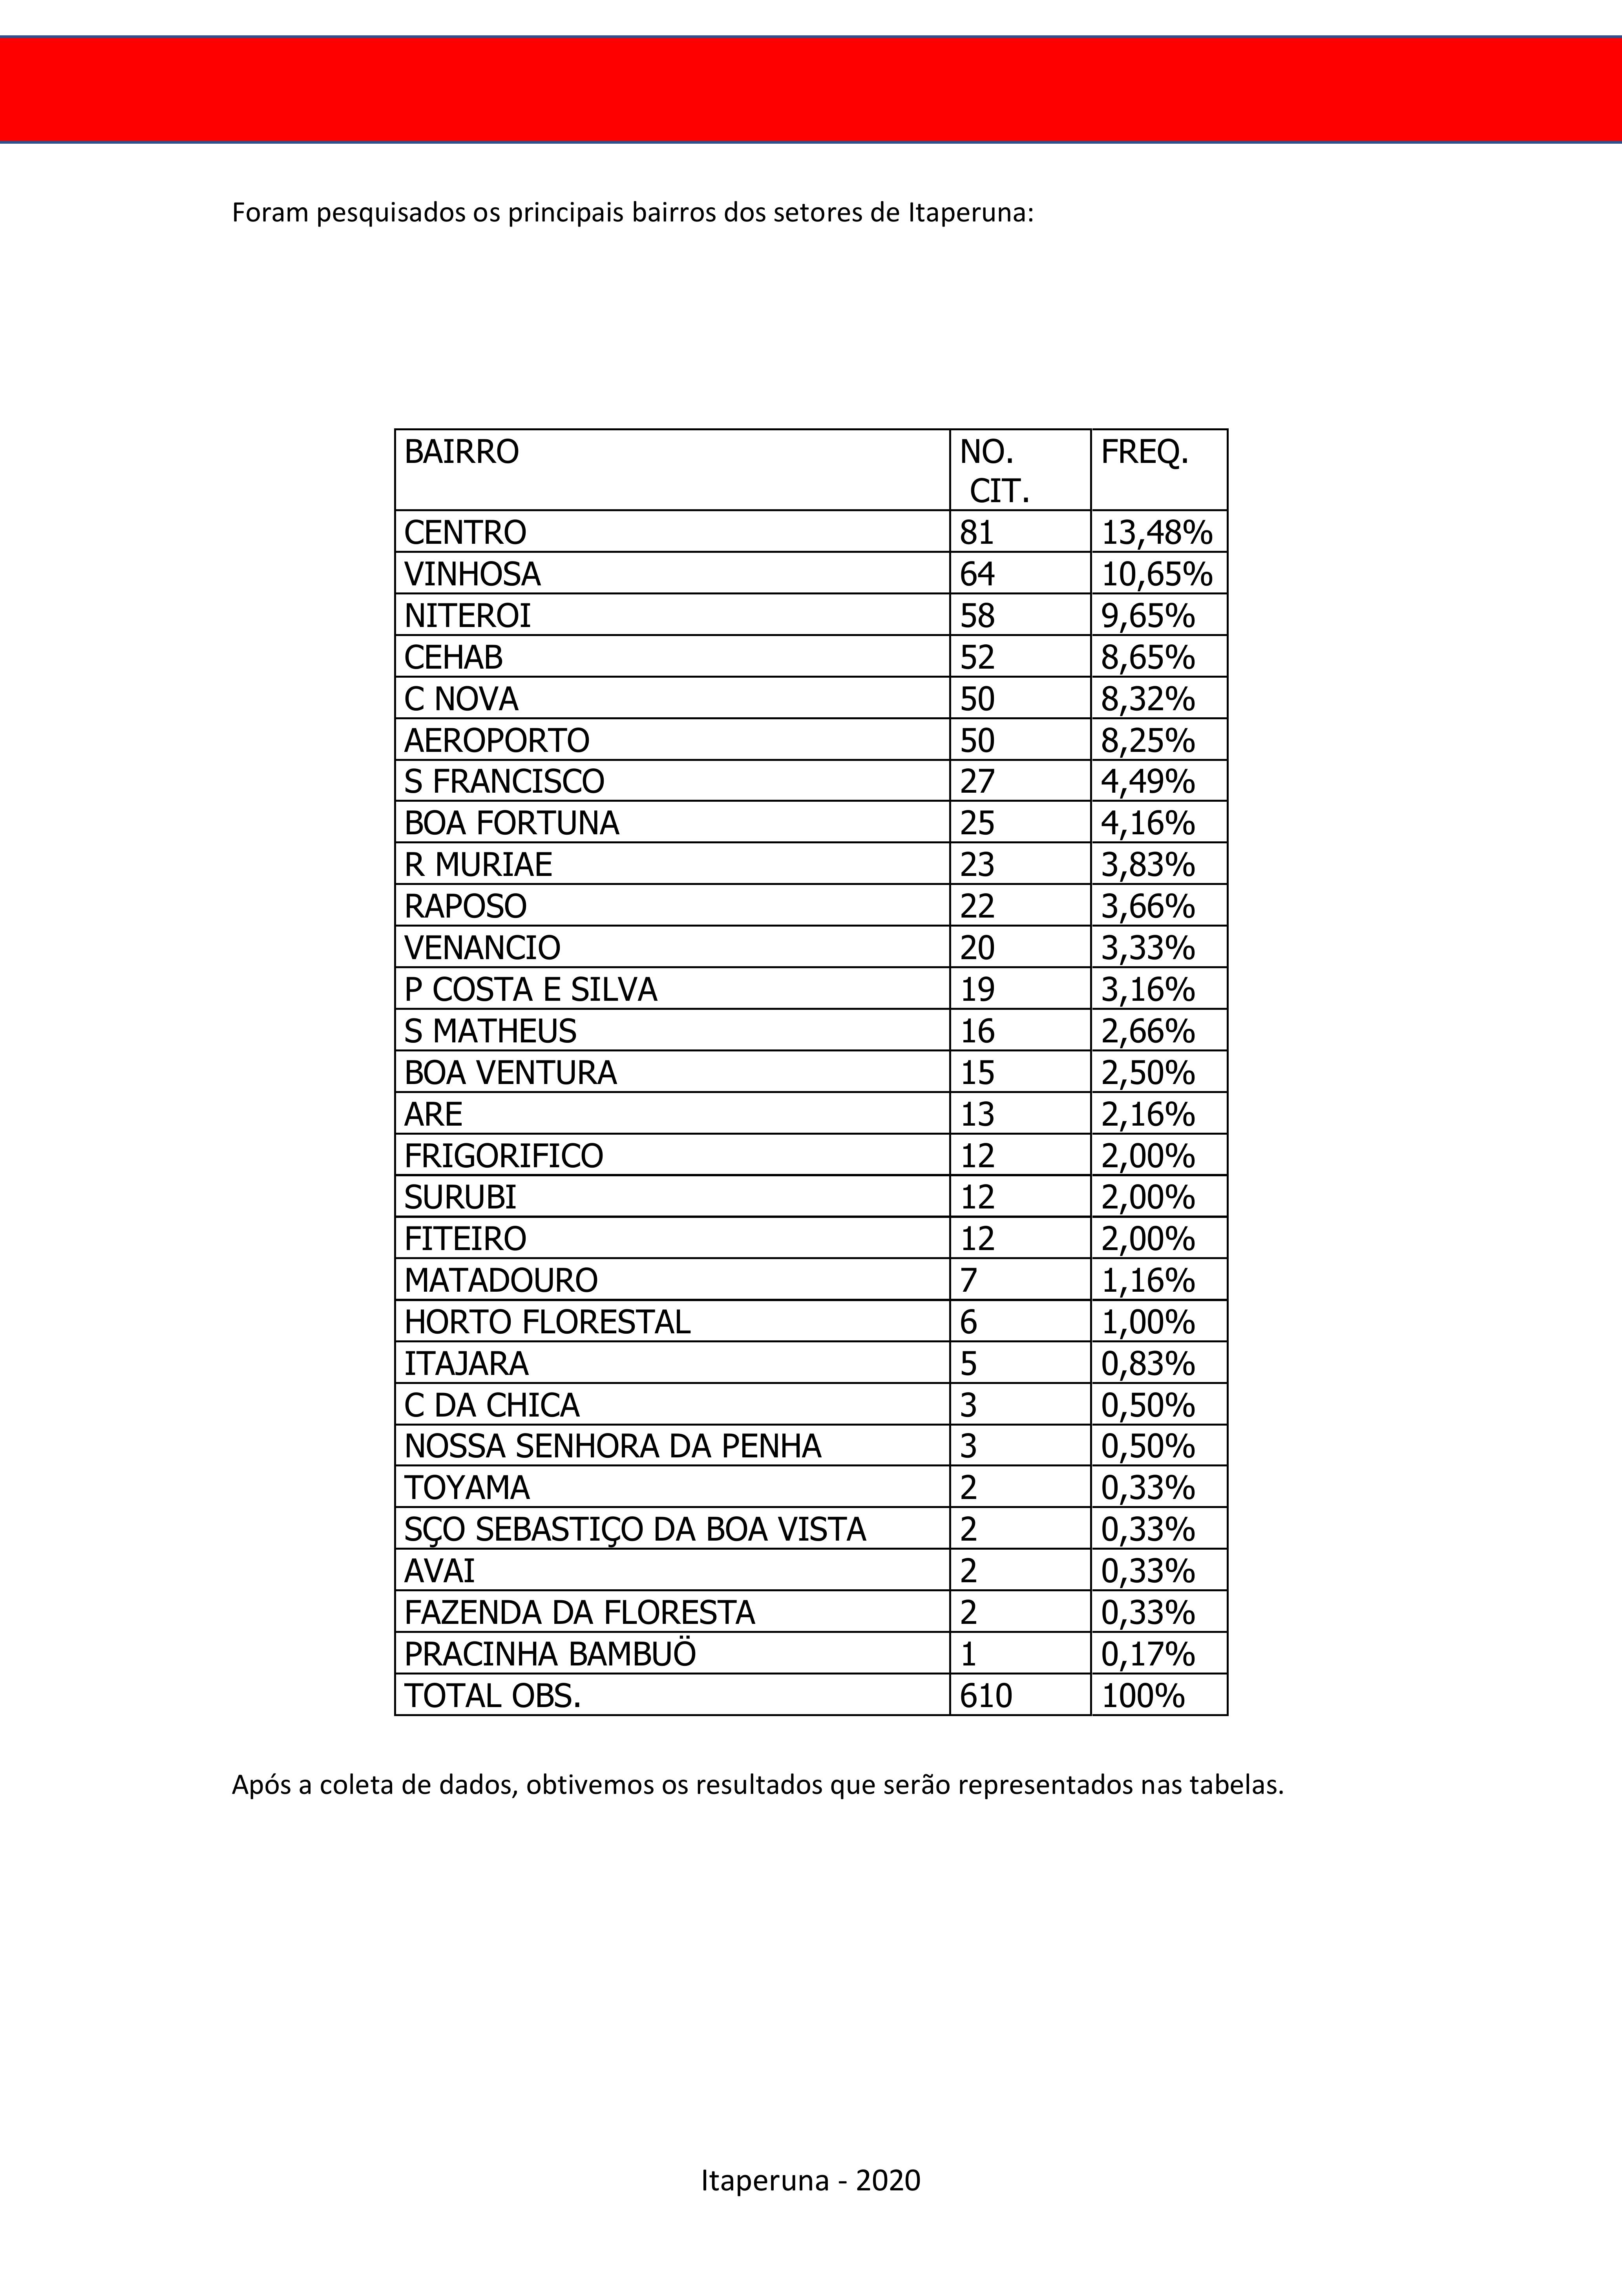 Foram pesquisados os principais bairros dos setores de Itaperuna:
BAIRRO NO. CIT. FREQ.
CENTRO 81 13,48%
VINHOSA 64 10,65%
NITEROI 58 9,65%
CEHAB 52 8,65%
C NOVA 50 8,32%
AEROPORTO 50 8,25%
S FRANCISCO 27 4,49%
BOA FORTUNA 25 4,16%
R MURIAE 23 3,83%
RAPOSO 22 3,66%
VENANCIO 20 3,33%
P COSTA E SILVA 19 3,16%
S MATHEUS 16 2,66%
BOA VENTURA 15 2,50%
ARE 13 2,16%
FRIGORIFICO 12 2,00%
SURUBI 12 2,00%
FITEIRO 12 2,00%
MATADOURO 7 1,16%
HORTO FLORESTAL 6 1,00%
ITAJARA 5 0,83%
C DA CHICA 3 0,50%
NOSSA SENHORA DA PENHA 3 0,50%
TOYAMA 2 0,33%
SÇO SEBASTIÇO DA BOA VISTA 2 0,33%
AVAI 2 0,33%
FAZENDA DA FLORESTA 2 0,33%
PRACINHA BAMBUÖ 1 0,17%
TOTAL OBS. 610 100%
Após a coleta de dados, obtivemos os resultados que serão representados nas tabelas.
Itaperuna - 2020